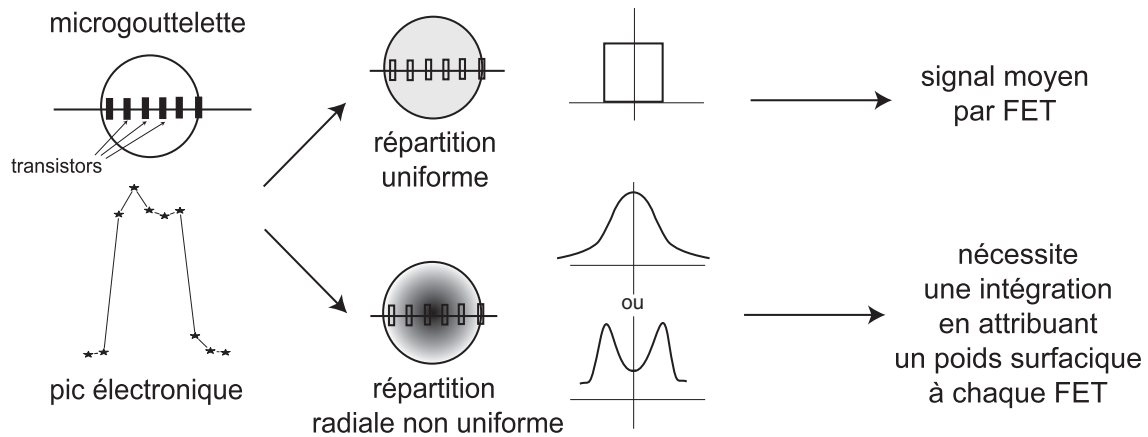 microgouttelette
transistors
pic électronique
répartition
uniforme
signal moyen
par FET
répartition
radiale non uniforme
ou
nécessite
une intégration
en attribuant
un poids surfacique
à chaque FET